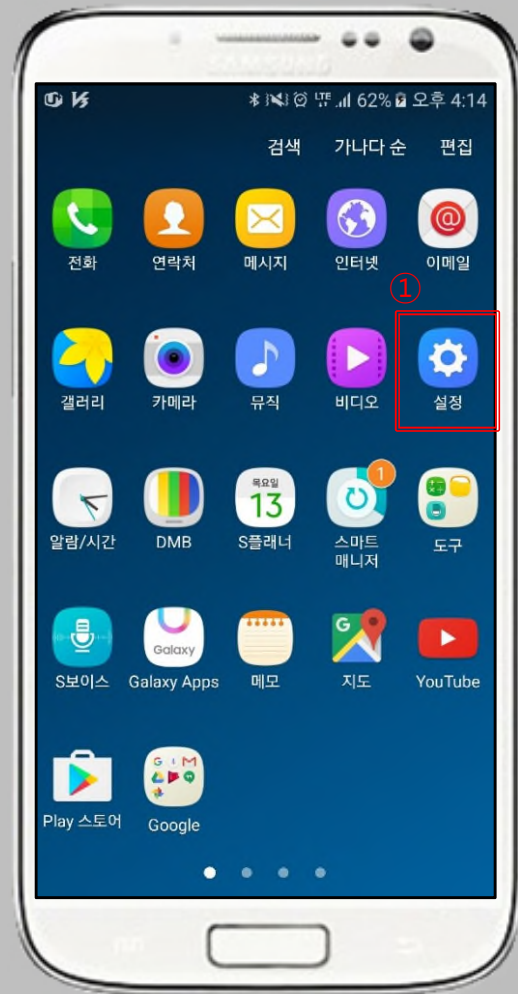 SAMSUNG
LTE 62% 오후 4:14
검색 가나다 순 편집
전화 연락처 메시지 인터넷 @ 이메일
①
갤러리 카메라 뮤직 비디오 설정
목요일
13
1
알람/시간 DMB S플래너 스마트 매니저 도구
Galaxy
G
S보이스 Galaxy Apps 메모 지도 YouTube
G M
Play 스토어 Google